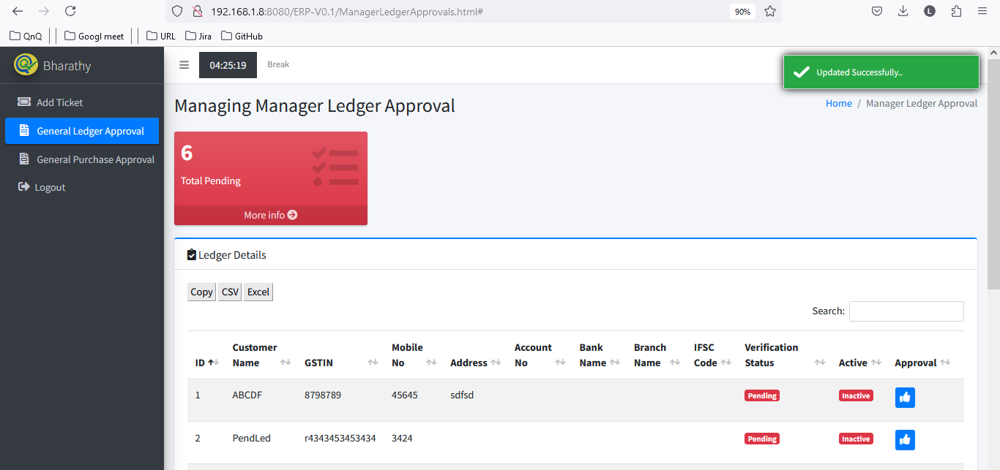 192.168.1.8:8080/ERP-V0.1/ManagerLedgerApprovals.html#
90%
L
QnQ Googl meet URL Jira GitHub
Bharathy
04:25:19 Break
Updated Successfully..
Add Ticket
General Ledger Approval
General Purchase Approval
Logout
Managing Manager Ledger Approval
Home / Manager Ledger Approval
6
Total Pending
More info
Ledger Details
Copy CSV Excel
Search:
ID Customer Name GSTIN Mobile No Address Account No Bank Name Branch Name IFSC Code Verification Status Active Approval
1 ABCDF 8798789 45645 sdfsd Pending Inactive
2 PendLed r4343453453434 3424 Pending Inactive